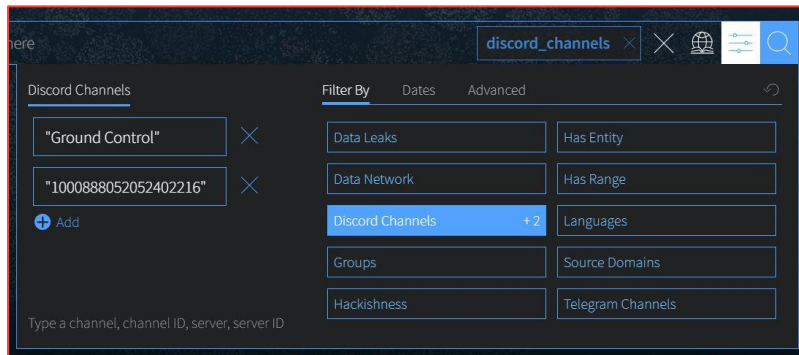 here
discord_channels
Discord Channels
"Ground Control"
"1000888052052402216"
Add
Type a channel, channel ID, server, server ID
Filter By Dates Advanced
Data Leaks Has Entity
Data Network Has Range
Discord Channels +2 Languages
Groups Source Domains
Hackishness Telegram Channels